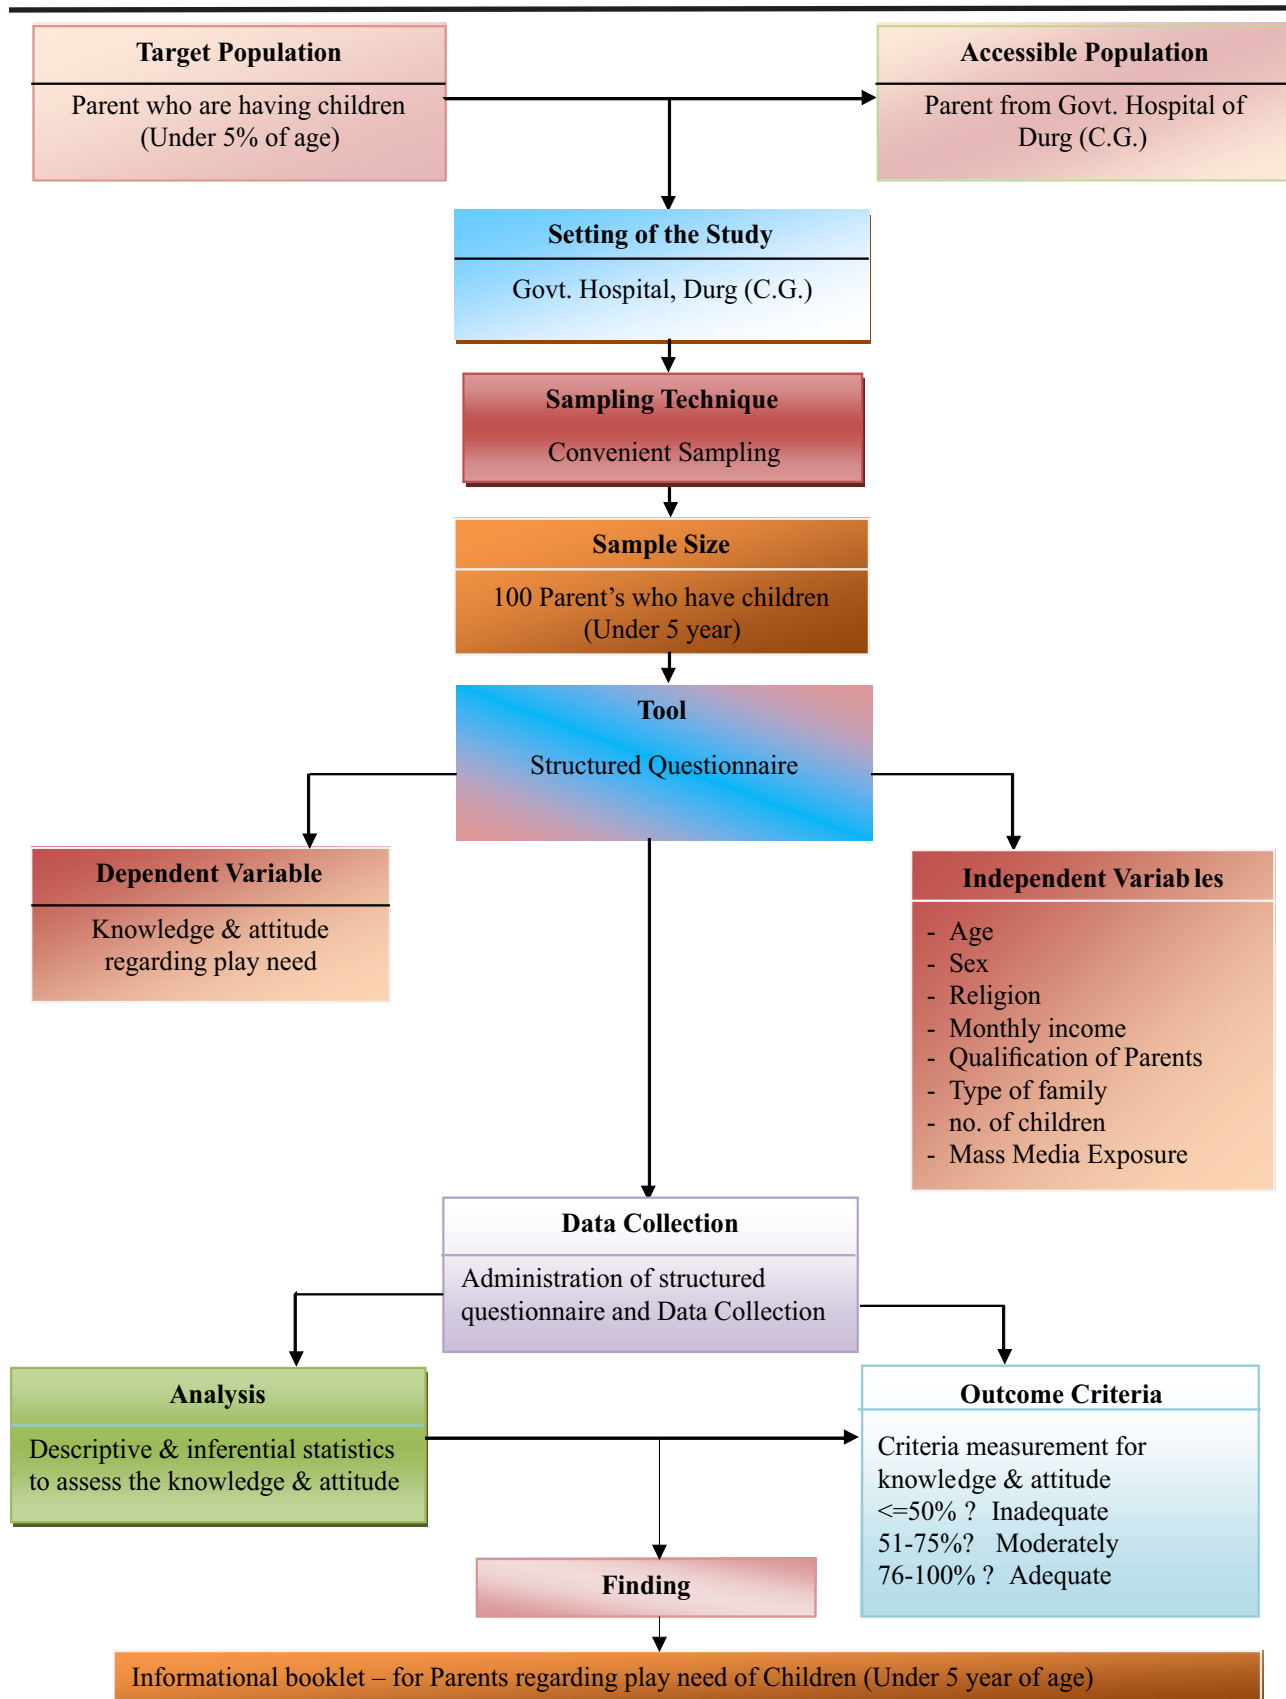 Target Population
Parent who are having children
(Under 5% of age)
Accessible Population
Parent from Govt. Hospital of
Durg (C.G.)
Setting of the Study
Govt. Hospital, Durg (C.G.)
Sampling Technique
Convenient Sampling
Sample Size
100 Parent’s who have children
(Under 5 year)
Tool
Structured Questionnaire
Dependent Variable
Knowledge & attitude
regarding play need
Independent Variables
- Age
- Sex
- Religion
- Monthly income
- Qualification of Parents
- Type of family
- no. of children
- Mass Media Exposure
Data Collection
Administration of structured
questionnaire and Data Collection
Analysis
Descriptive & inferential statistics
to assess the knowledge & attitude
Outcome Criteria
Criteria measurement for
knowledge & attitude
<=50% ? Inadequate
51-75%? Moderately
76-100% ? Adequate
Finding
Informational booklet – for Parents regarding play need of Children (Under 5 year of age)